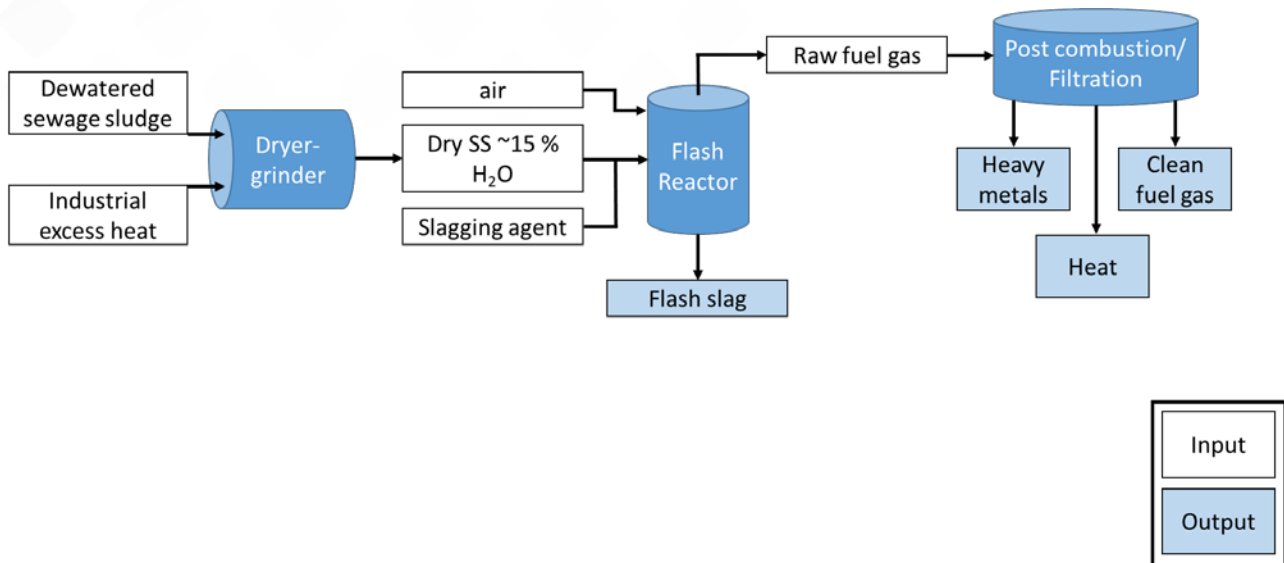 Dewatered
sewage sludge
Industrial
excess heat
Dryer-
grinder
air
Dry SS ~15 %
H₂O
Slagging agent
Flash
Reactor
Flash slag
Raw fuel gas
Post combustion/
Filtration
Heavy
metals
Heat
Clean
fuel gas
Input
Output